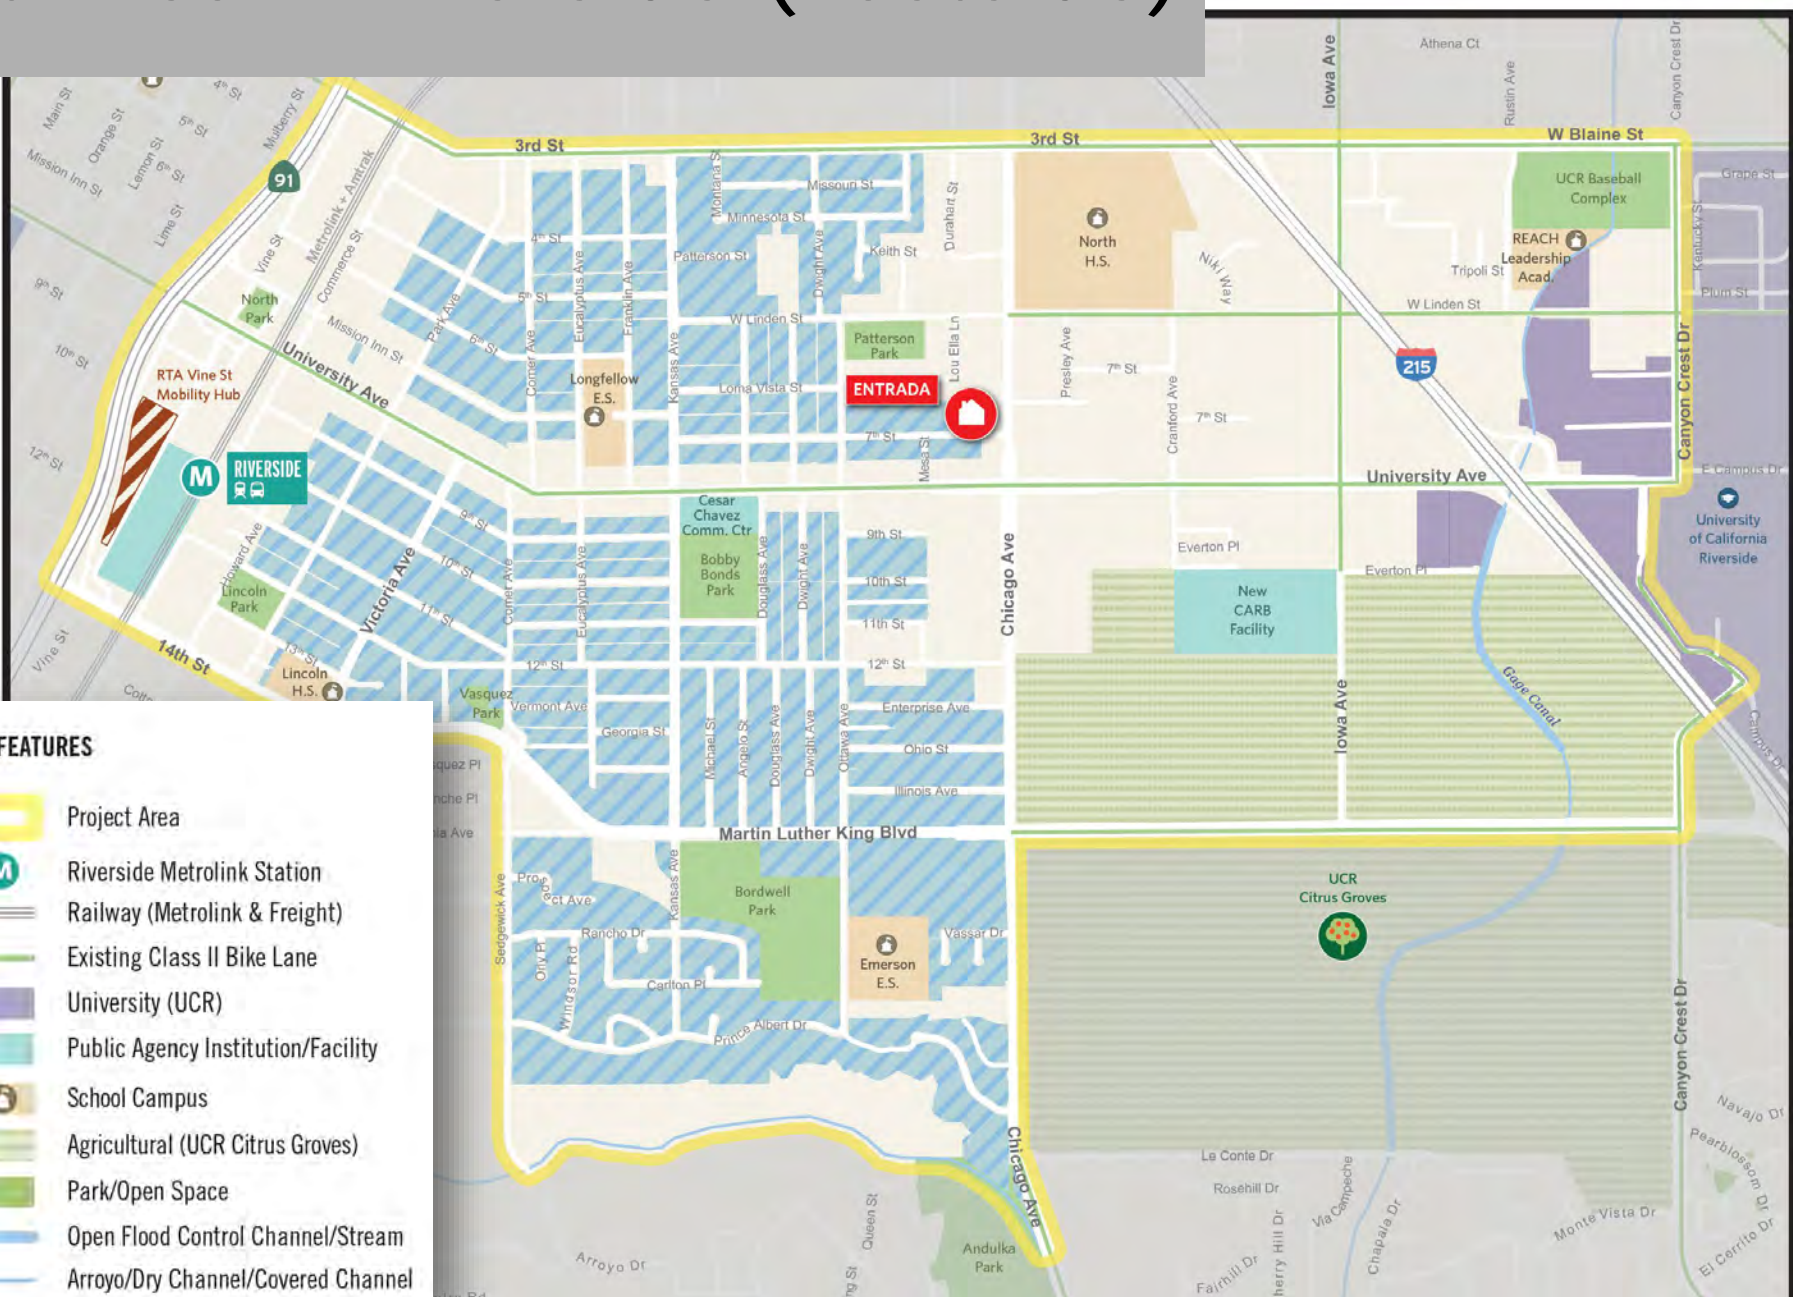 Athena Ct
Iowa Ave
Rustin Ave
Canyon Crest Dr
Main St
Orange St
4th St
5th St
6th St
Mulberry St
Lemon St
Mission Inn St
Lime St
91
Metrolink + Amtrak
3rd St
3rd St
W Blaine St
Commerce St
Vine St
Montana St
Missouri St
Minnesota St
Durahart St
UCR Baseball
Complex
Grape St
Kentucky St
4th St
Patterson St
Dwight Ave
Keith St
North
H.S.
Niki Way
REACH
Leadership
Acad.
Tripoli St
Plum St
9th St
10th St
12th St
North
Park
Park Ave
5th St
Eucalyptus Ave
Franklin Ave
W Linden St
W Linden St
Mission Inn St
6th St
University Ave
Comer Ave
Kansas Ave
Patterson
Park
Lou Ella Ln
Presley Ave
7th St
215
Canyon Crest Dr
RTA Vine St
Mobility Hub
Longfellow
E.S.
Loma Vista St
ENTRADA
Cranford Ave
7th St
7th St
Mesa St
M
RIVERSIDE
University Ave
E Campus Dr
Cesar
Chavez
Comm. Ctr
Bobby
Bonds
Park
9th St
10th St
11th St
Howard Ave
Victoria Ave
Comer Ave
Eucalyptus Ave
Douglass Ave
Dwight Ave
9th St
10th St
11th St
12th St
12th St
Chicago Ave
Everton Pl
Everton Pl
New
CARB
Facility
University
of California
Riverside
Lincoln
Park
Vine St
14th St
13th St
Lincoln
H.S.
Vasquez
Park
Vermont Ave
Georgia St
Michael St
Angelo St
Douglass Ave
Dwight Ave
Ottawa Ave
Enterprise Ave
Ohio St
Illinois Ave
Iowa Ave
Gage Canal
Campus Dr
Martin Luther King Blvd
Sedgewick Ave
Prospect Ave
Kansas Ave
Bordwell
Park
Rancho Dr
Windsor Rd
Carlton Pl
Prince Albert Dr
Emerson
E.S.
Vassar Dr
UCR
Citrus Groves
Canyon Crest Dr
Chicago Ave
Andulka
Park
Arroyo Dr
Queen St
Le Conte Dr
Rosehill Dr
Via Campeche
Chapala Dr
Fairhill Dr
herry Hill Dr
Monte Vista Dr
Navajo Dr
Pearblossom Dr
El Cerrito Dr
FEATURES
Project Area
M
Riverside Metrolink Station
Railway (Metrolink & Freight)
Existing Class II Bike Lane
University (UCR)
Public Agency Institution/Facility
School Campus
Agricultural (UCR Citrus Groves)
Park/Open Space
Open Flood Control Channel/Stream
Arroyo/Dry Channel/Covered Channel